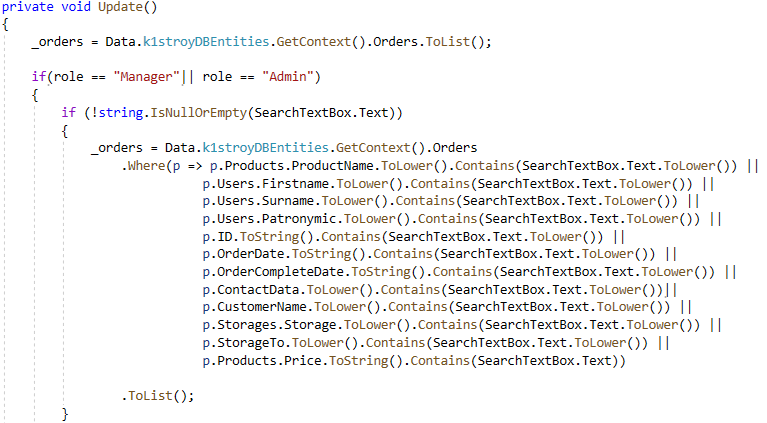 private void Update()
{
    _orders = Data.k1stroyDBEntities.GetContext().Orders.ToList();

    if(role == "Manager"|| role == "Admin")
    {
        if (!string.IsNullOrEmpty(SearchTextBox.Text))
        {
            _orders = Data.k1stroyDBEntities.GetContext().Orders
                .Where(p => p.Products.ProductName.ToLower().Contains(SearchTextBox.Text.ToLower()) ||
                           p.Users.Firstname.ToLower().Contains(SearchTextBox.Text.ToLower()) ||
                           p.Users.Surname.ToLower().Contains(SearchTextBox.Text.ToLower()) ||
                           p.Users.Patronymic.ToLower().Contains(SearchTextBox.Text.ToLower()) ||
                           p.ID.ToString().Contains(SearchTextBox.Text.ToLower()) ||
                           p.OrderDate.ToString().Contains(SearchTextBox.Text.ToLower()) ||
                           p.OrderCompleteDate.ToString().Contains(SearchTextBox.Text.ToLower()) ||
                           p.ContactData.ToLower().Contains(SearchTextBox.Text.ToLower())||
                           p.CustomerName.ToLower().Contains(SearchTextBox.Text.ToLower()) ||
                           p.Storages.Storage.ToLower().Contains(SearchTextBox.Text.ToLower()) ||
                           p.StorageTo.ToLower().Contains(SearchTextBox.Text.ToLower()) ||
                           p.Products.Price.ToString().Contains(SearchTextBox.Text))

                .ToList();
        }